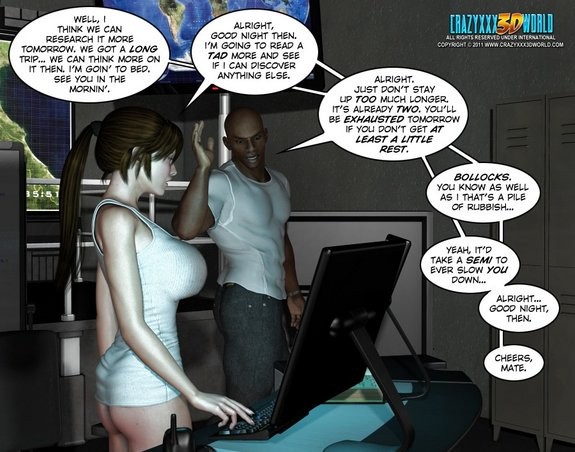 WELL, I
THINK WE CAN
RESEARCH IT MORE
TOMORROW. WE GOT A LONG
TRIP... WE CAN THINK MORE ON
IT THEN. I'M GOIN' TO BED.
SEE YOU IN THE
MORNIN'.
ALRIGHT,
GOOD NIGHT THEN.
I'M GOING TO READ A
TAD MORE AND SEE
IF I CAN DISCOVER
ANYTHING ELSE.
CRAZYXXX3DWORLD
ALL RIGHTS RESERVED UNDER INTERNATIONAL
COPYRIGHT © 2011 WWW.CRAZYXXX3DWORLD.COM
ALRIGHT.
JUST DON'T STAY
UP TOO MUCH LONGER.
IT'S ALREADY TWO. YOU'LL
BE EXHAUSTED TOMORROW
IF YOU DON'T GET AT
LEAST A LITTLE
REST.
BOLLOCKS.
YOU KNOW AS WELL
AS I THAT'S A PILE
OF RUBBISH...
YEAH, IT'D
TAKE A SEMI TO
EVER SLOW YOU
DOWN...
ALRIGHT...
GOOD NIGHT,
THEN.
CHEERS,
MATE.